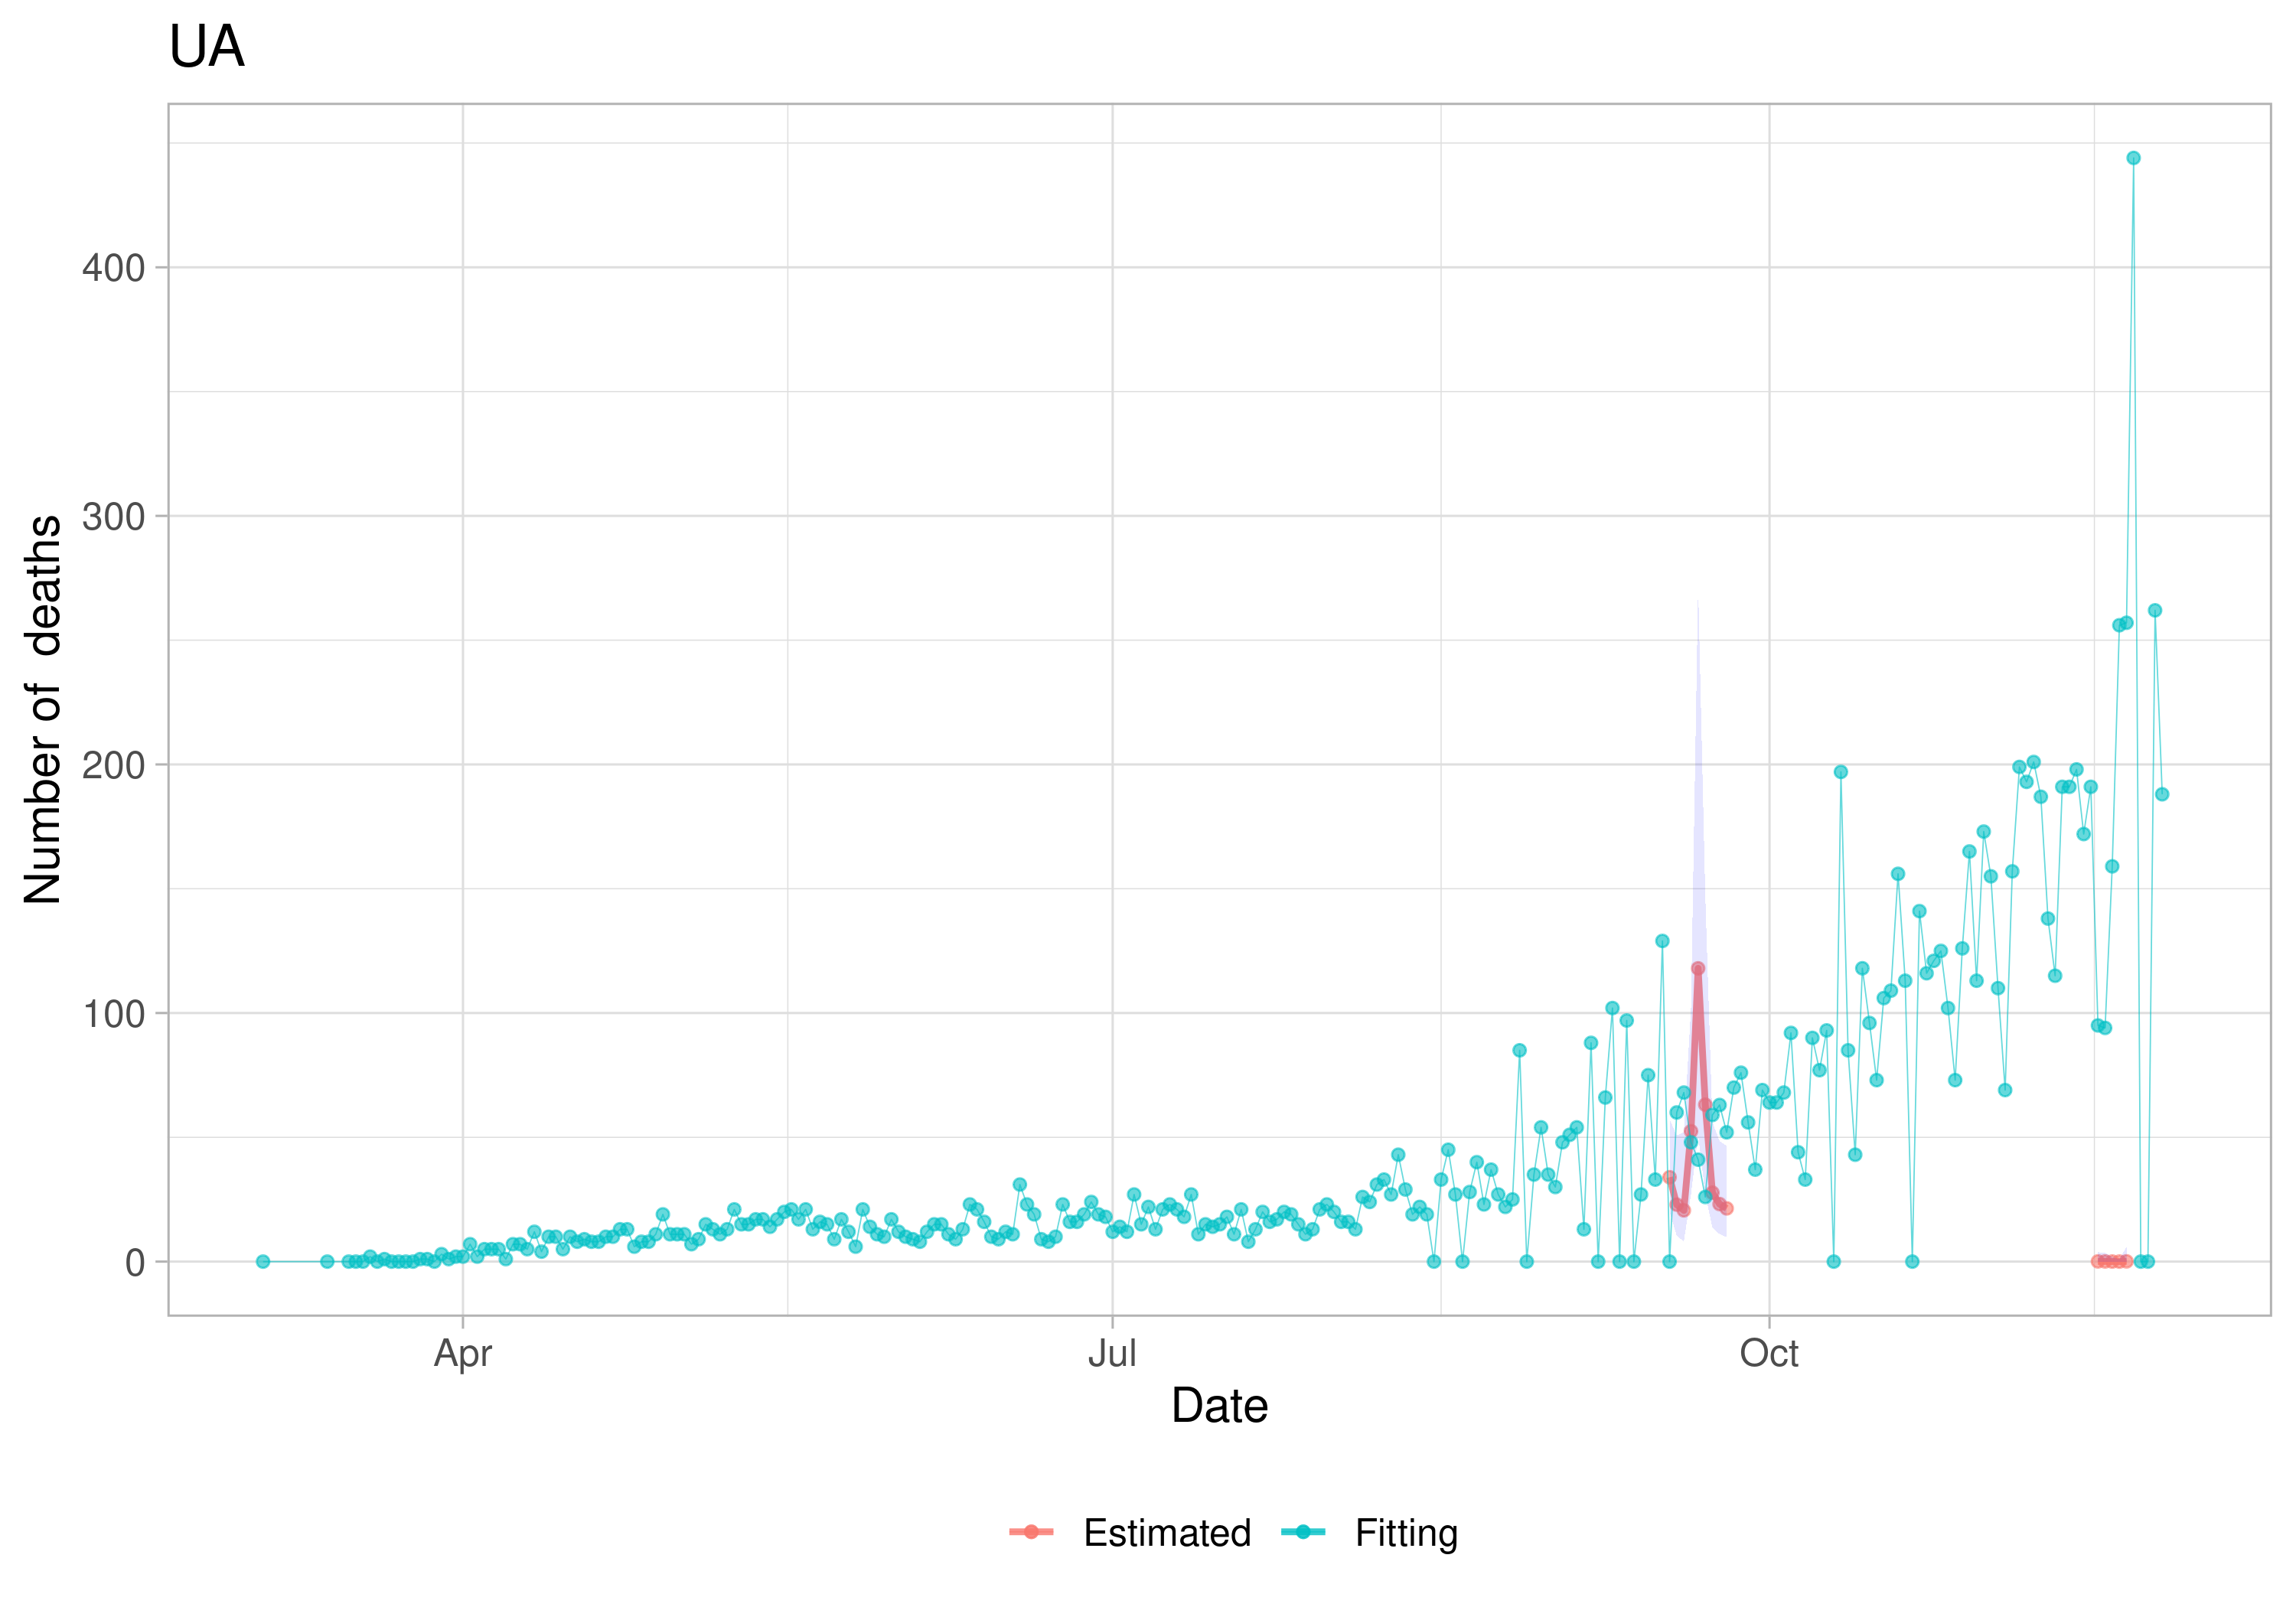 UA
Number of  deaths
400
300
200
100
0
Apr
Jul
Oct
Date
Estimated
Fitting